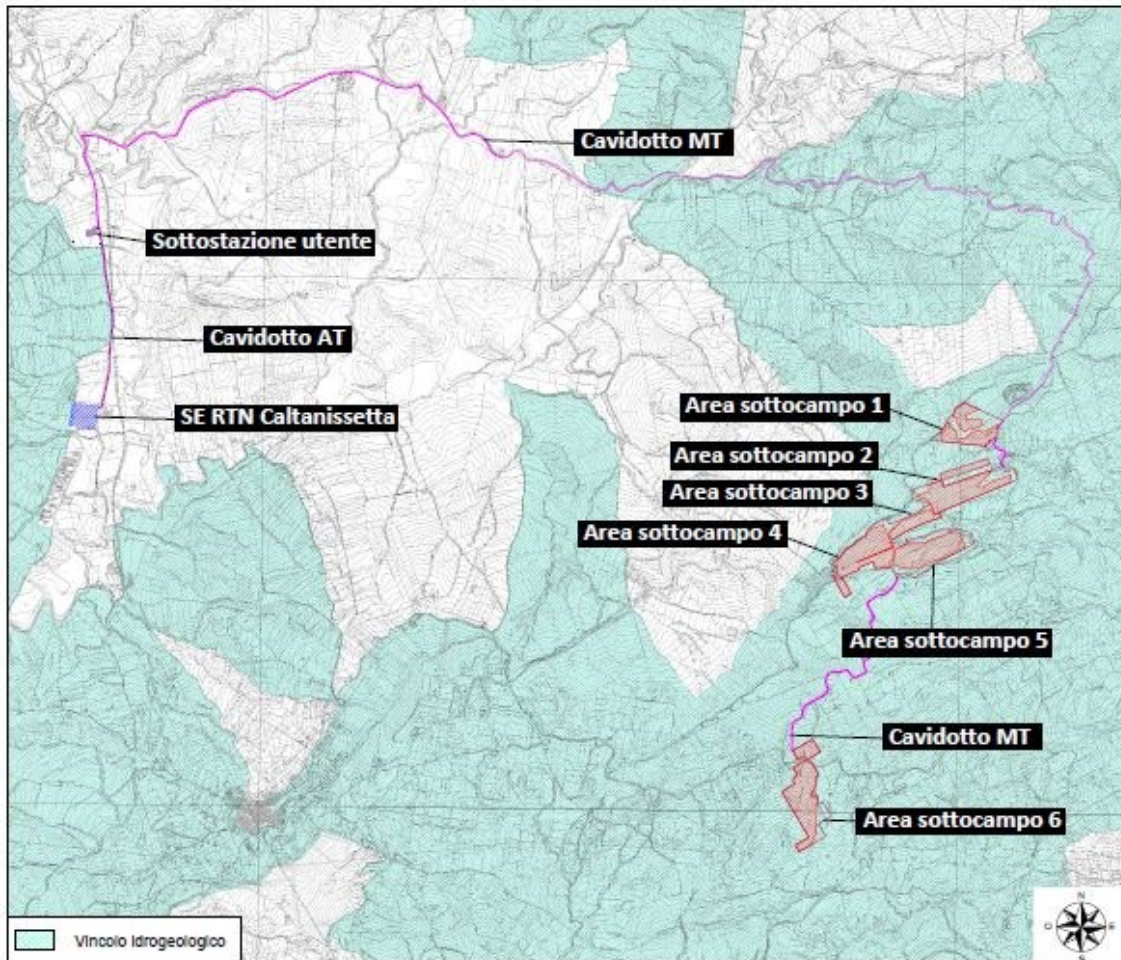 Cavidotto MT
Sottostazione utente
Cavidotto AT
SE RTN Caltanissetta
Area sottocampo 1
Area sottocampo 2
Area sottocampo 3
Area sottocampo 4
Area sottocampo 5
Cavidotto MT
Area sottocampo 6
Vincolo Idrogeologico
N
O
E
S